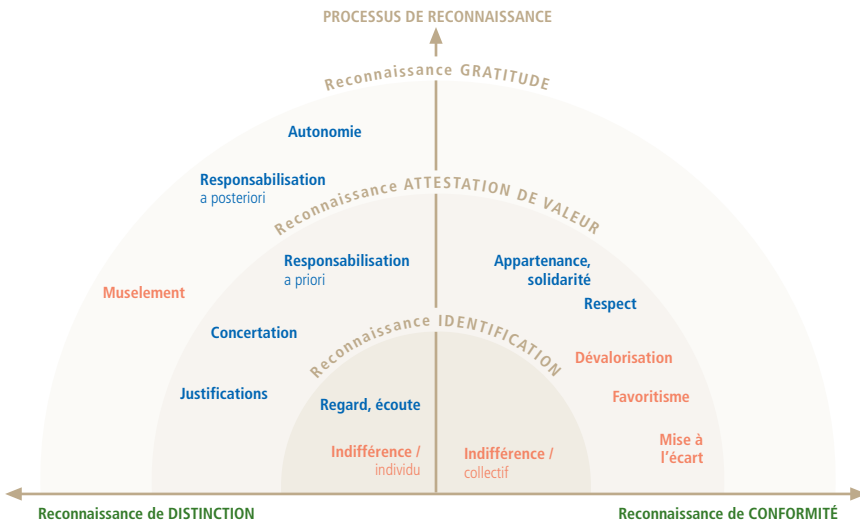 PROCESSUS DE RECONNAISSANCE
Reconnaissance GRATITUDE
Autonomie
Responsabilisation
a posteriori
Reconnaissance ATTESTATION DE VALEUR
Responsabilisation
a priori
Appartenance,
solidarité
Muselement
Respect
Reconnaissance IDENTIFICATION
Concertation
Dévalorisation
Justifications
Regard, écoute
Favoritisme
Indifférence /
individu
Indifférence /
collectif
Mise à
l'écart
Reconnaissance de DISTINCTION
Reconnaissance de CONFORMITÉ